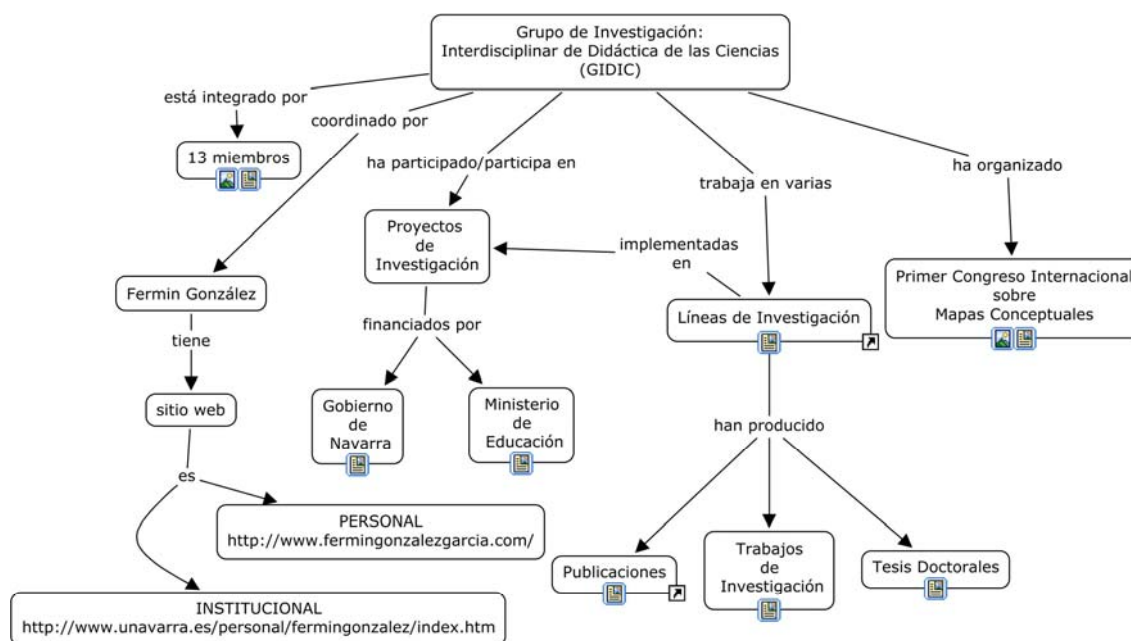 Grupo de Investigación:
Interdisciplinar de Didáctica de las Ciencias
(GIDIC)
está integrado por
13 miembros
coordinado por
Fermin González
tiene
sitio web
es
PERSONAL
http://www.fermingonzalezgarcia.com/
INSTITUCIONAL
http://www.unavarra.es/personal/fermingonzalez/index.htm
ha participado/participa en
Proyectos
de
Investigación
financiados por
Gobierno
de
Navarra
Ministerio
de
Educación
trabaja en varias
Líneas de Investigación
implementadas
en
han producido
Publicaciones
Trabajos
de
Investigación
Tesis Doctorales
ha organizado
Primer Congreso Internacional
sobre
Mapas Conceptuales